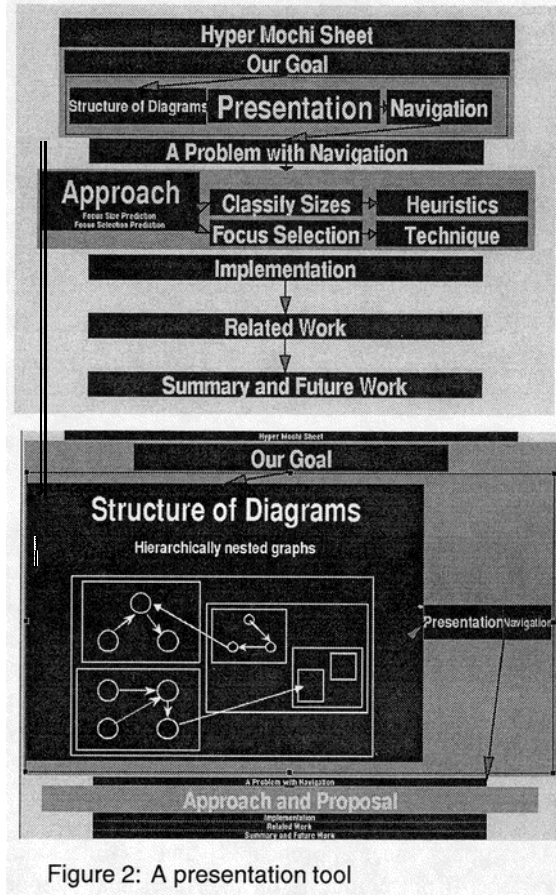 Hyper Mochi Sheet
Our Goal
Structure of Diagrams Presentation Navigation
A Problem with Navigation
Approach
Focus Size Prediction
Focus Selection Prediction
Classify Sizes Heuristics
Focus Selection Technique
Implementation
Related Work
Summary and Future Work
Hyper Mochi Sheet
Our Goal
Structure of Diagrams
Hierarchically nested graphs
Presentation Navigation
A Problem with Navigation
Approach and Proposal
Implementation
Related Work
Summary and Future Work
Figure 2: A presentation tool